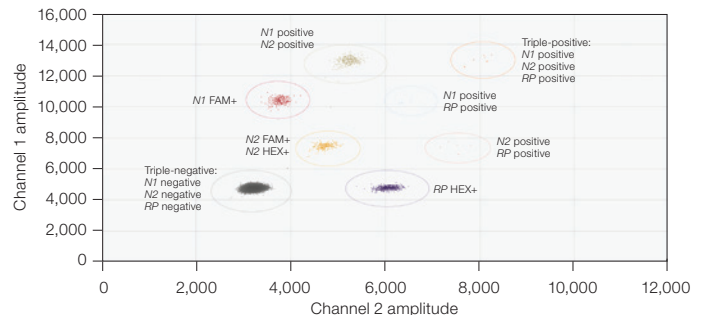 16,000
14,000
12,000
10,000
8,000
6,000
4,000
2,000
0
Channel 1 amplitude
N1 positive
N2 positive
Triple-positive:
N1 positive
N2 positive
RP positive
N1 FAM+
N1 positive
RP positive
N2 FAM+
N2 HEX+
N2 positive
RP positive
Triple-negative:
N1 negative
N2 negative
RP negative
RP HEX+
0
2,000
4,000
6,000
8,000
10,000
12,000
Channel 2 amplitude